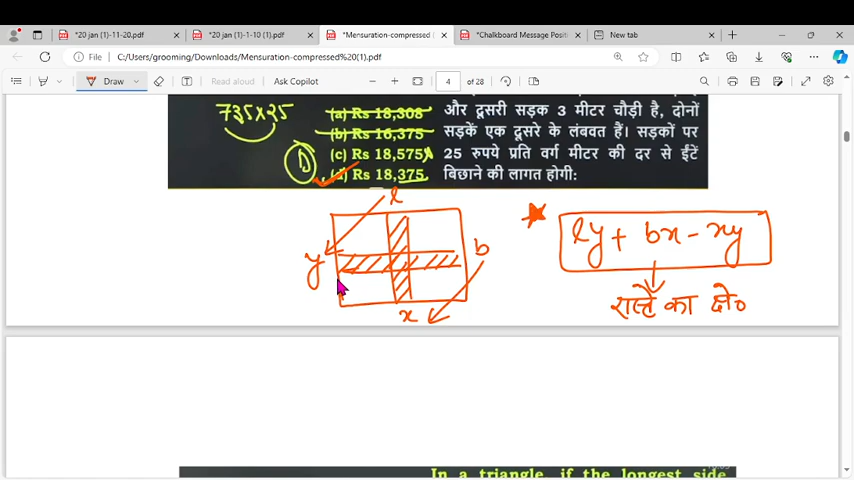 *20 jan (1)-11-20.pdf
*20 jan (1)-1-10 (1).pdf
*Mensuration-compressed
*Chalkboard Message Posit
New tab
File
C:/Users/grooming/Downloads/Mensuration-compressed%20(1).pdf
Draw
Read aloud
Ask Copilot
4
of 28
735×25
(a) Rs 18,308
(b) Rs 16,375
(c) Rs 18,575
(d) Rs 18,375
D
और दूसरी सड़क 3 मीटर चौड़ी है, दोनों
सड़कें एक दूसरे के लंबवत हैं। सड़कों पर
25 रुपये प्रति वर्ग मीटर की दर से ईंटें
बिछाने की लागत होगी:
l
y
b
x
ly + bx - xy
रास्ते का क्षे०
In a triangle, if the longest side